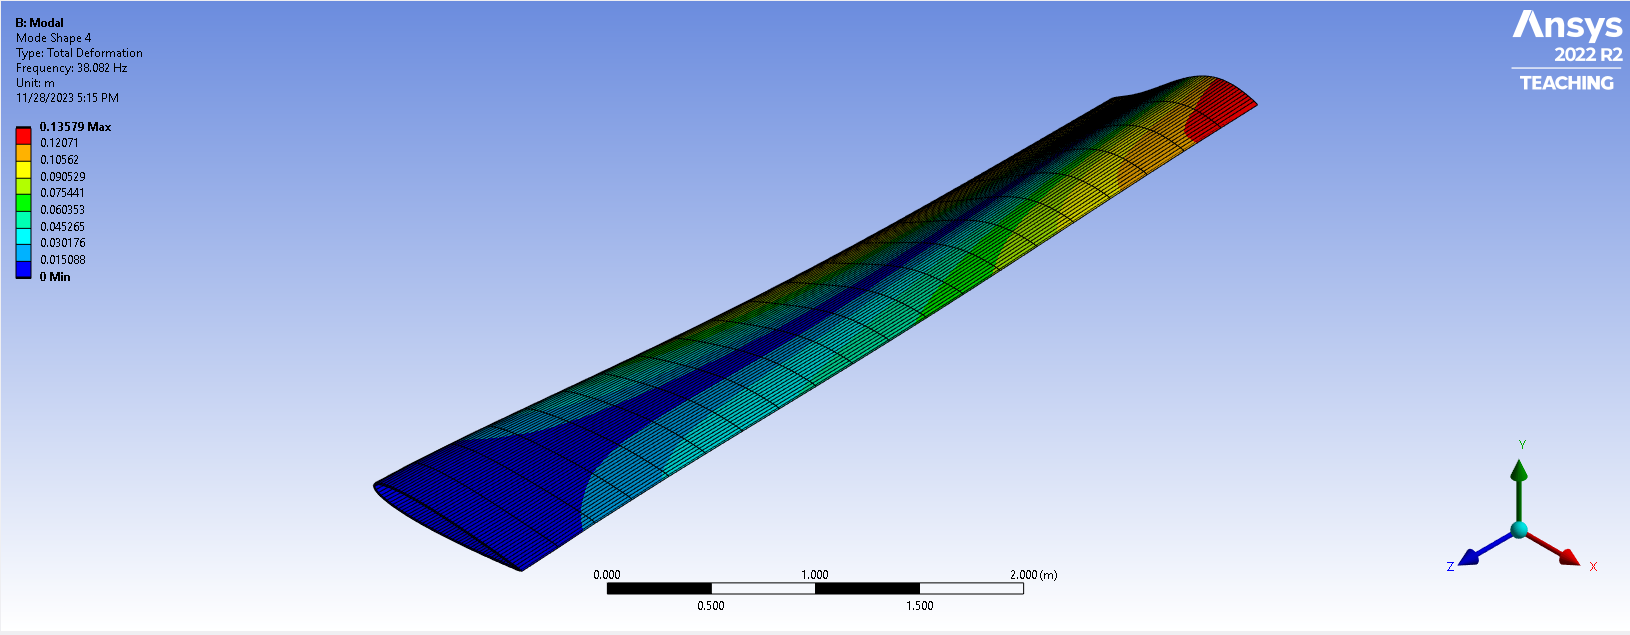 B: Modal
Mode Shape 4
Type: Total Deformation
Frequency: 38.082 Hz
Unit: m
11/28/2023 5:15 PM
0.13579 Max
0.12071
0.10562
0.090529
0.075441
0.060353
0.045265
0.030176
0.015088
0 Min
Ansys
2022 R2
TEACHING
0.000 1.000 2.000 (m)
0.500 1.500
Y
Z X